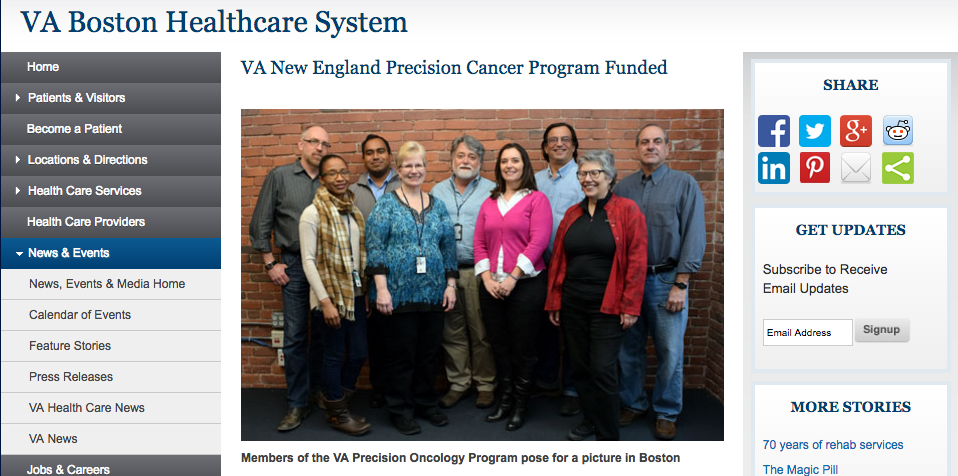 VA Boston Healthcare System
Home
Patients & Visitors
Become a Patient
Locations & Directions
Health Care Services
Health Care Providers
News & Events
News, Events & Media Home
Calendar of Events
Feature Stories
Press Releases
VA Health Care News
VA News
Jobs & Careers
VA New England Precision Cancer Program Funded
Members of the VA Precision Oncology Program pose for a picture in Boston
SHARE
f
g+
in
GET UPDATES
Subscribe to Receive
Email Updates
Email Address
Signup
MORE STORIES
70 years of rehab services
The Magic Pill